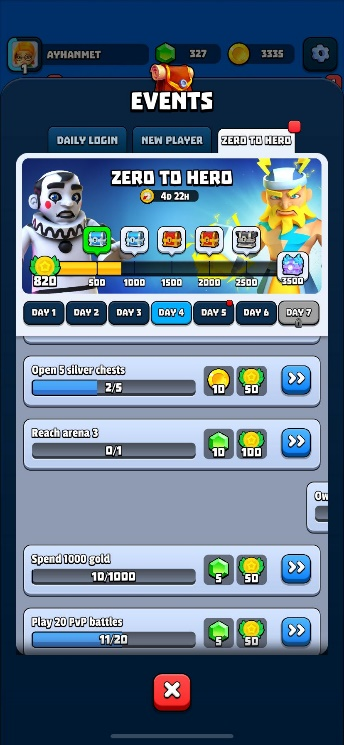 AYHANMET
327
3335
1
EVENTS
DAILY LOGIN
NEW PLAYER
ZERO TO HERO
ZERO TO HERO
4D 22H
820
500
1000
1500
2000
2500
3500
DAY 1
DAY 2
DAY 3
DAY 4
DAY 5
DAY 6
DAY 7
Open 5 silver chests
2/5
10
50
Reach arena 3
0/1
10
100
Ow
Spend 1000 gold
10/1000
5
50
Play 20 PvP battles
11/20
5
50